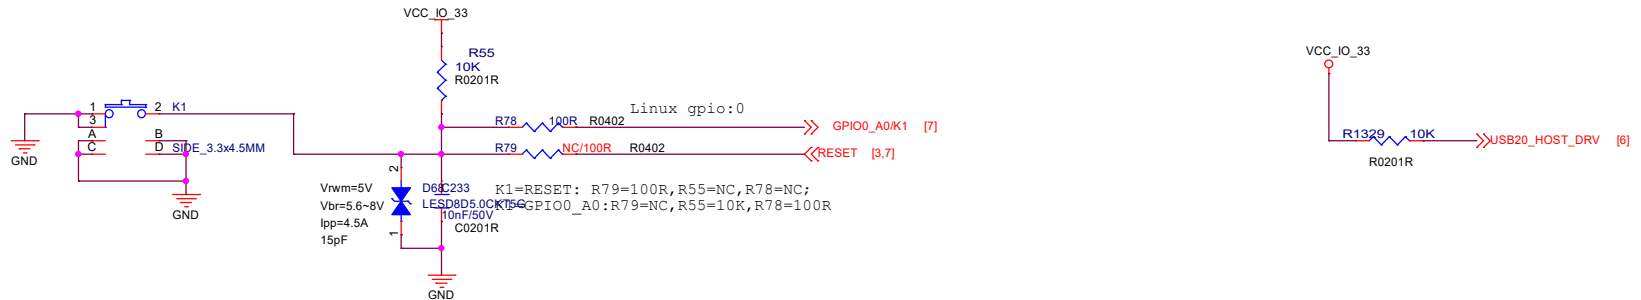 VCC_IO_33
R55
10K
R0201R
VCC_IO_33
1 2 K1
3
A B
C D SIDE_3.3x4.5MM
GND
GND
Linux gpio:0
R78 100R R0402 GPIO0_A0/K1 [7]
R79 NC/100R R0402 RESET [3,7]
R1329 10K USB20_HOST_DRV [6]
R0201R
2
1
Vrwm=5V
Vbr=5.6~8V
Ipp=4.5A
15pF
D68
LESD8D5.0CKT5G
C233
10nF/50V
C0201R
K1=RESET: R79=100R,R55=NC,R78=NC;
K1=GPIO0_A0:R79=NC,R55=10K,R78=100R
GND